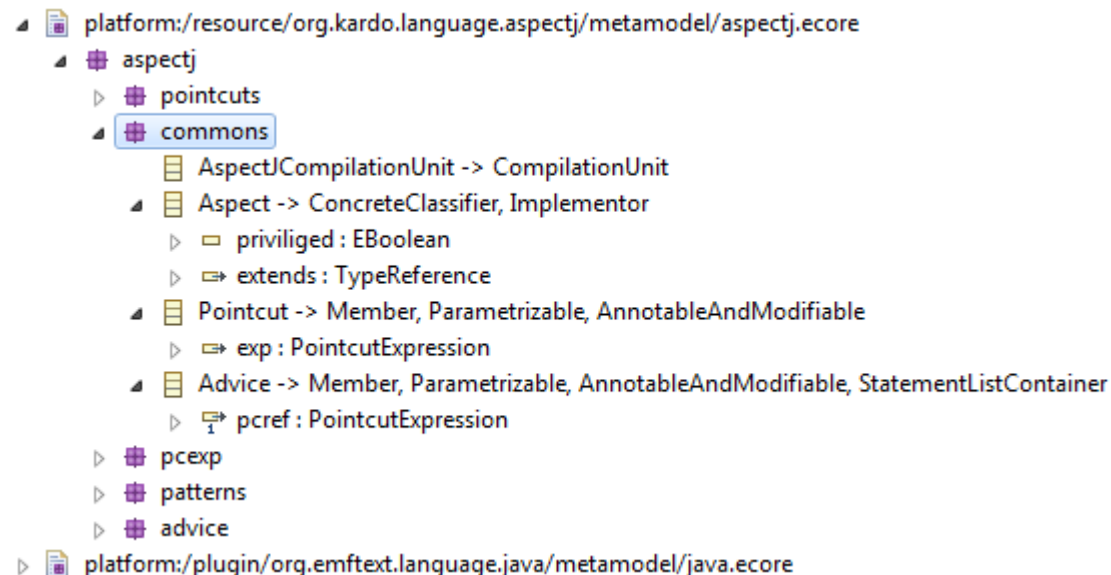 platform:/resource/org.kardo.language.aspectj/metamodel/aspectj.ecore
aspectj
pointcuts
commons
AspectJCompilationUnit -> CompilationUnit
Aspect -> ConcreteClassifier, Implementor
priviliged : EBoolean
extends : TypeReference
Pointcut -> Member, Parametrizable, AnnotableAndModifiable
exp : PointcutExpression
Advice -> Member, Parametrizable, AnnotableAndModifiable, StatementListContainer
1 pcref : PointcutExpression
pcexp
patterns
advice
platform:/plugin/org.emftext.language.java/metamodel/java.ecore